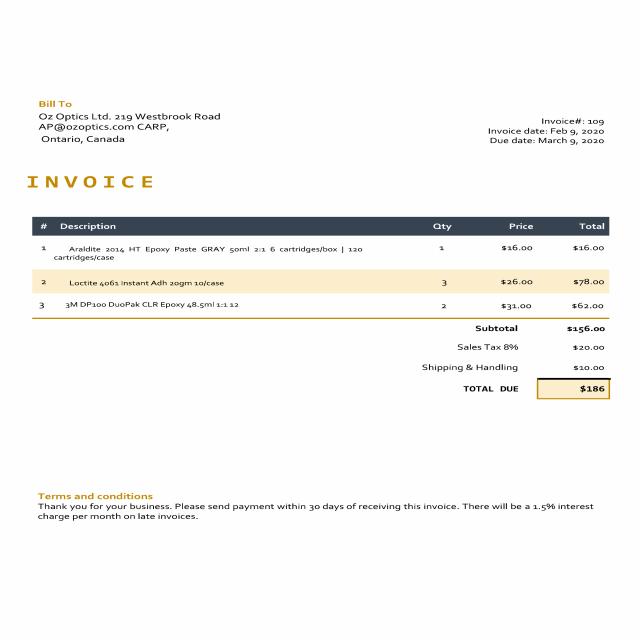 Bill To
Oz Optics Ltd. 219 Westbrook Road
AP@ozoptics.com CARP,
Ontario, Canada
Invoice#: 109
Invoice date: Feb 9, 2020
Due date: March 9, 2020
INVOICE
# Description Qty Price Total
1 Araldite 2014 HT Epoxy Paste GRAY 50ml 2:1 6 cartridges/box | 120 1 $16.00 $16.00
cartridges/case
2 Loctite 4061 Instant Adh 20gm 10/case 3 $26.00 $78.00
3 3M DP100 DuoPak CLR Epoxy 48.5ml 1:1 12 2 $31.00 $62.00
Subtotal $156.00
Sales Tax 8% $20.00
Shipping & Handling $10.00
TOTAL DUE $186
Terms and conditions
Thank you for your business. Please send payment within 30 days of receiving this invoice. There will be a 1.5% interest
charge per month on late invoices.